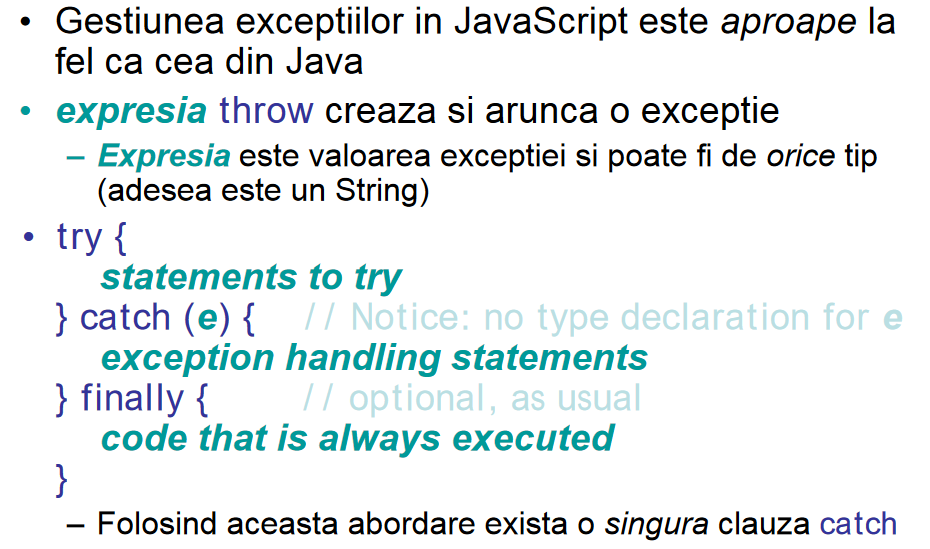 • Gestiunea exceptiilor in JavaScript este aproape la
fel ca cea din Java
• expresia throw creaza si arunca o exceptie
– Expresia este valoarea exceptiei si poate fi de orice tip
(adesea este un String)
• try {
statements to try
} catch (e) { // Notice: no type declaration for e
exception handling statements
} finally { // optional, as usual
code that is always executed
}
– Folosind aceasta abordare exista o singura clauza catch